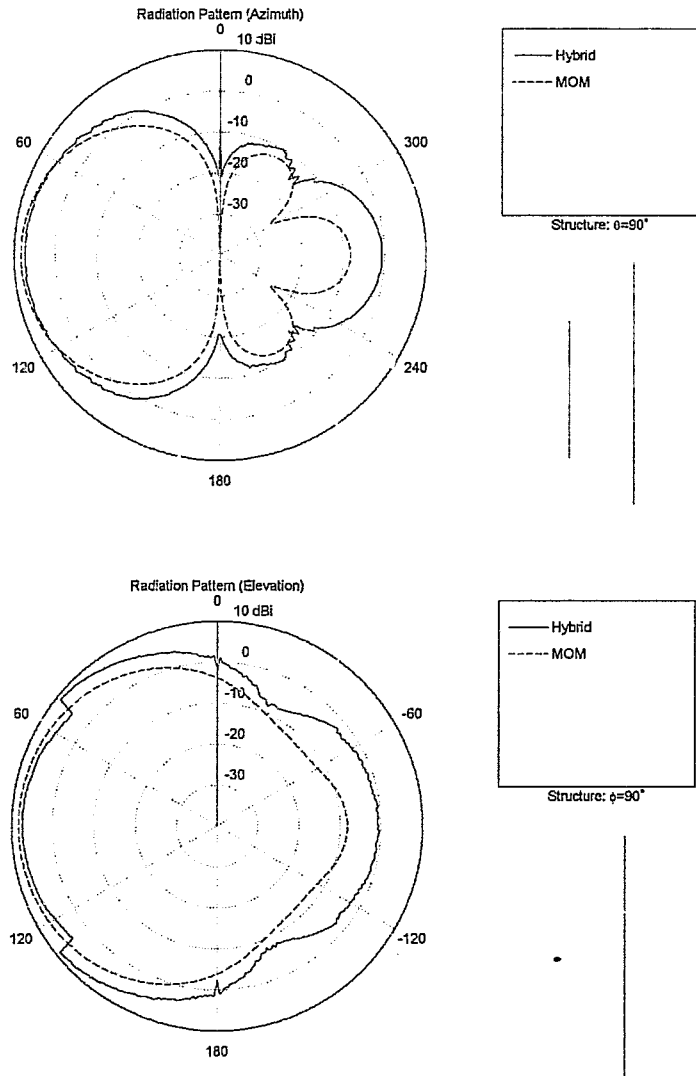 Radiation Pattern (Azimuth)
0
10 dBi
0
-10
-20
-30
60
300
120
240
180
Hybrid
MOM
Structure: θ=90°
Radiation Pattern (Elevation)
0
10 dBi
0
-10
-20
-30
60
-60
120
-120
180
Hybrid
MOM
Structure: ϕ=90°